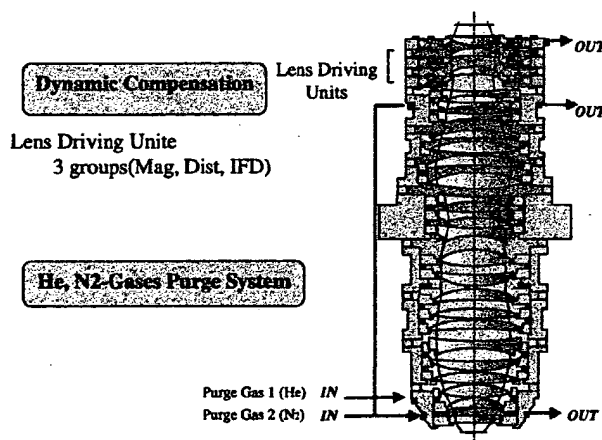 OUT
Lens Driving
Units
Dynamic Compensation
OUT
Lens Driving Unite
3 groups(Mag, Dist, IFD)
He, N2-Gases Purge System
Purge Gas 1 (He) IN
Purge Gas 2 (N2) IN
OUT